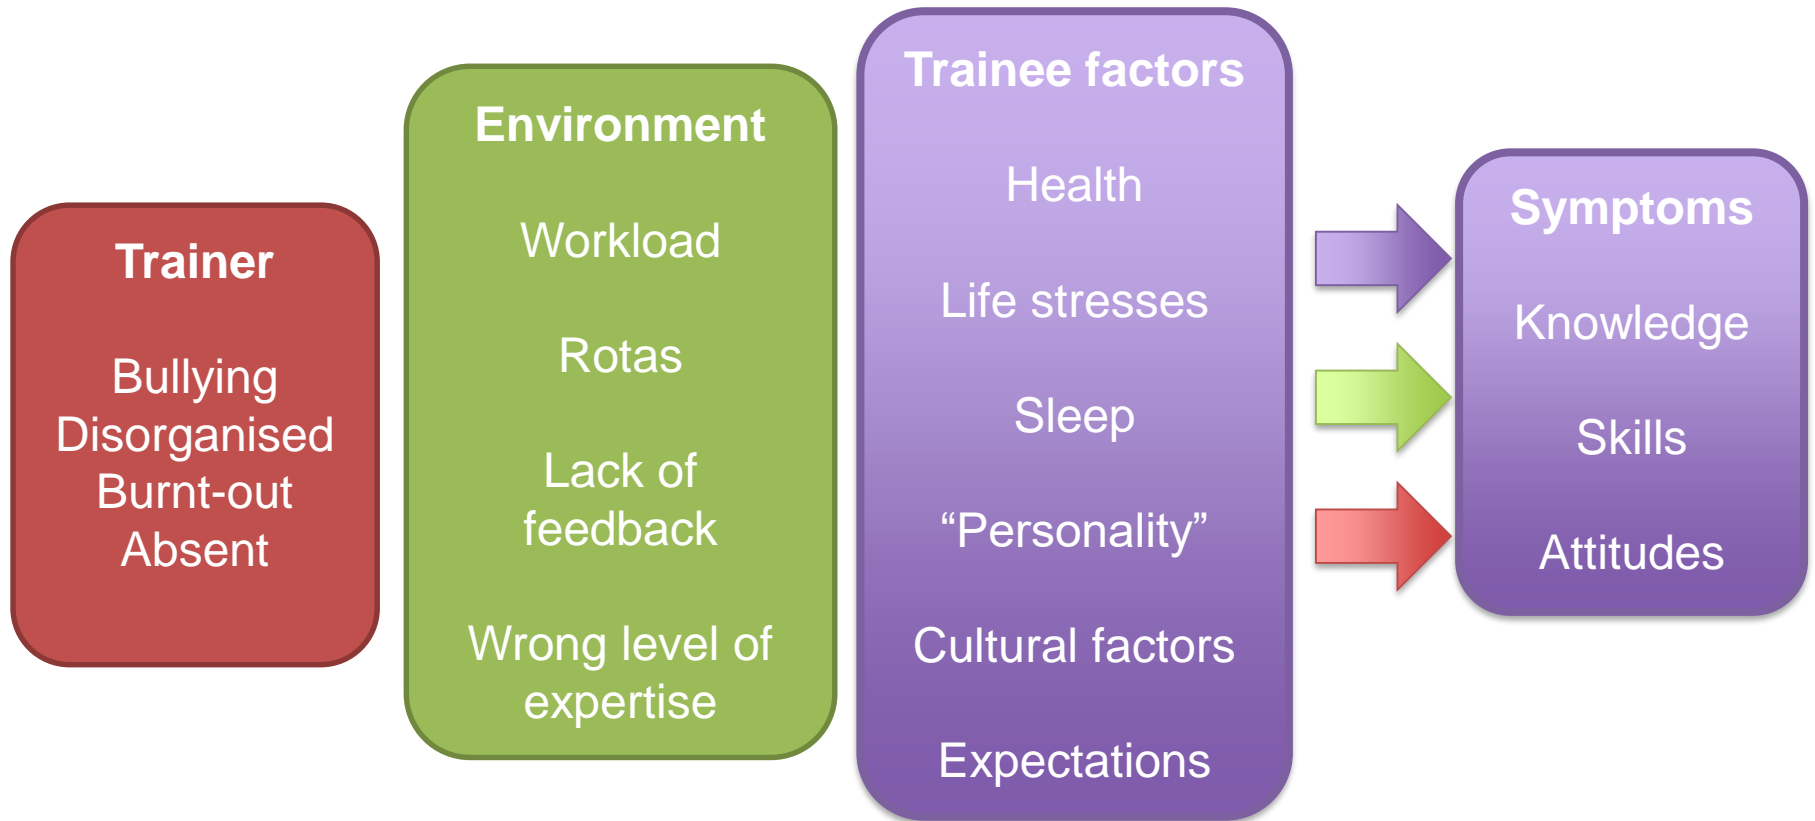 Trainer
Bullying
Disorganised
Burnt-out
Absent
Environment
Workload
Rotas
Lack of
feedback
Wrong level of
expertise
Trainee factors
Health
Life stresses
Sleep
“Personality”
Cultural factors
Expectations
Symptoms
Knowledge
Skills
Attitudes